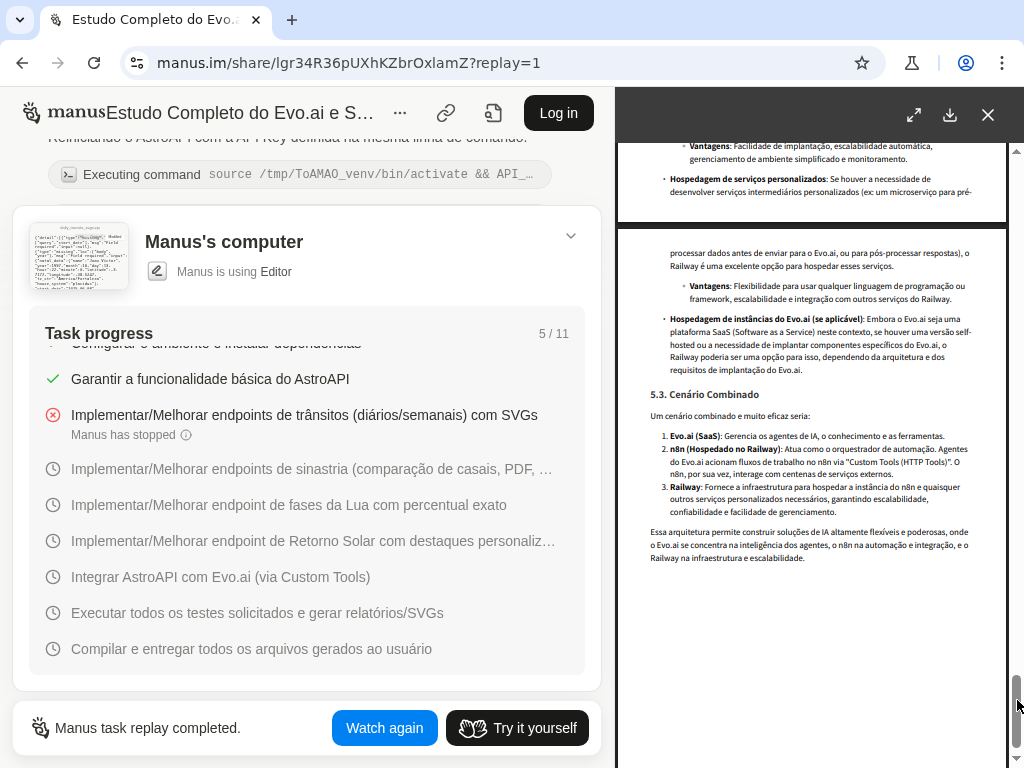 Estudo Completo do Evo.a
manus.im/share/lgr34R36pUXhKZbrOxlamZ?replay=1
manus
Estudo Completo do Evo.ai e S…
Log in
Reiniciando o AstroAPI com a API Key definida na mesma linha de comando.
Executing command source /tmp/ToAMAO_venv/bin/activate && API_…
Manus's computer
Manus is using Editor
Task progress
5 / 11
Configurar o ambiente e instalar dependências
Garantir a funcionalidade básica do AstroAPI
Implementar/Melhorar endpoints de trânsitos (diários/semanais) com SVGs
Manus has stopped
Implementar/Melhorar endpoints de sinastria (comparação de casais, PDF, …
Implementar/Melhorar endpoint de fases da Lua com percentual exato
Implementar/Melhorar endpoint de Retorno Solar com destaques personaliz…
Integrar AstroAPI com Evo.ai (via Custom Tools)
Executar todos os testes solicitados e gerar relatórios/SVGs
Compilar e entregar todos os arquivos gerados ao usuário
Manus task replay completed.
Watch again
Try it yourself
Vantagens: Facilidade de implantação, escalabilidade automática,
gerenciamento de ambiente simplificado e monitoramento.
• Hospedagem de serviços personalizados: Se houver a necessidade de
desenvolver serviços intermediários personalizados (ex: um microserviço para pré-
processar dados antes de enviar para o Evo.ai, ou para pós-processar respostas), o
Railway é uma excelente opção para hospedar esses serviços.
Vantagens: Flexibilidade para usar qualquer linguagem de programação ou
framework, escalabilidade e integração com outros serviços do Railway.
• Hospedagem de instâncias do Evo.ai (se aplicável): Embora o Evo.ai seja uma
plataforma SaaS (Software as a Service) neste contexto, se houver uma versão self-
hosted ou a necessidade de implantar componentes específicos do Evo.ai, o
Railway poderia ser uma opção para isso, dependendo da arquitetura e dos
requisitos de implantação do Evo.ai.
5.3. Cenário Combinado
Um cenário combinado e muito eficaz seria:
1. Evo.ai (SaaS): Gerencia os agentes de IA, o conhecimento e as ferramentas.
2. n8n (Hospedado no Railway): Atua como o orquestrador de automação. Agentes
do Evo.ai acionam fluxos de trabalho no n8n via "Custom Tools (HTTP Tools)". O
n8n, por sua vez, interage com centenas de serviços externos.
3. Railway: Fornece a infraestrutura para hospedar a instância do n8n e quaisquer
outros serviços personalizados necessários, garantindo escalabilidade,
confiabilidade e facilidade de gerenciamento.
Essa arquitetura permite construir soluções de IA altamente flexíveis e poderosas, onde
o Evo.ai se concentra na inteligência dos agentes, o n8n na automação e integração, e o
Railway na infraestrutura e escalabilidade.